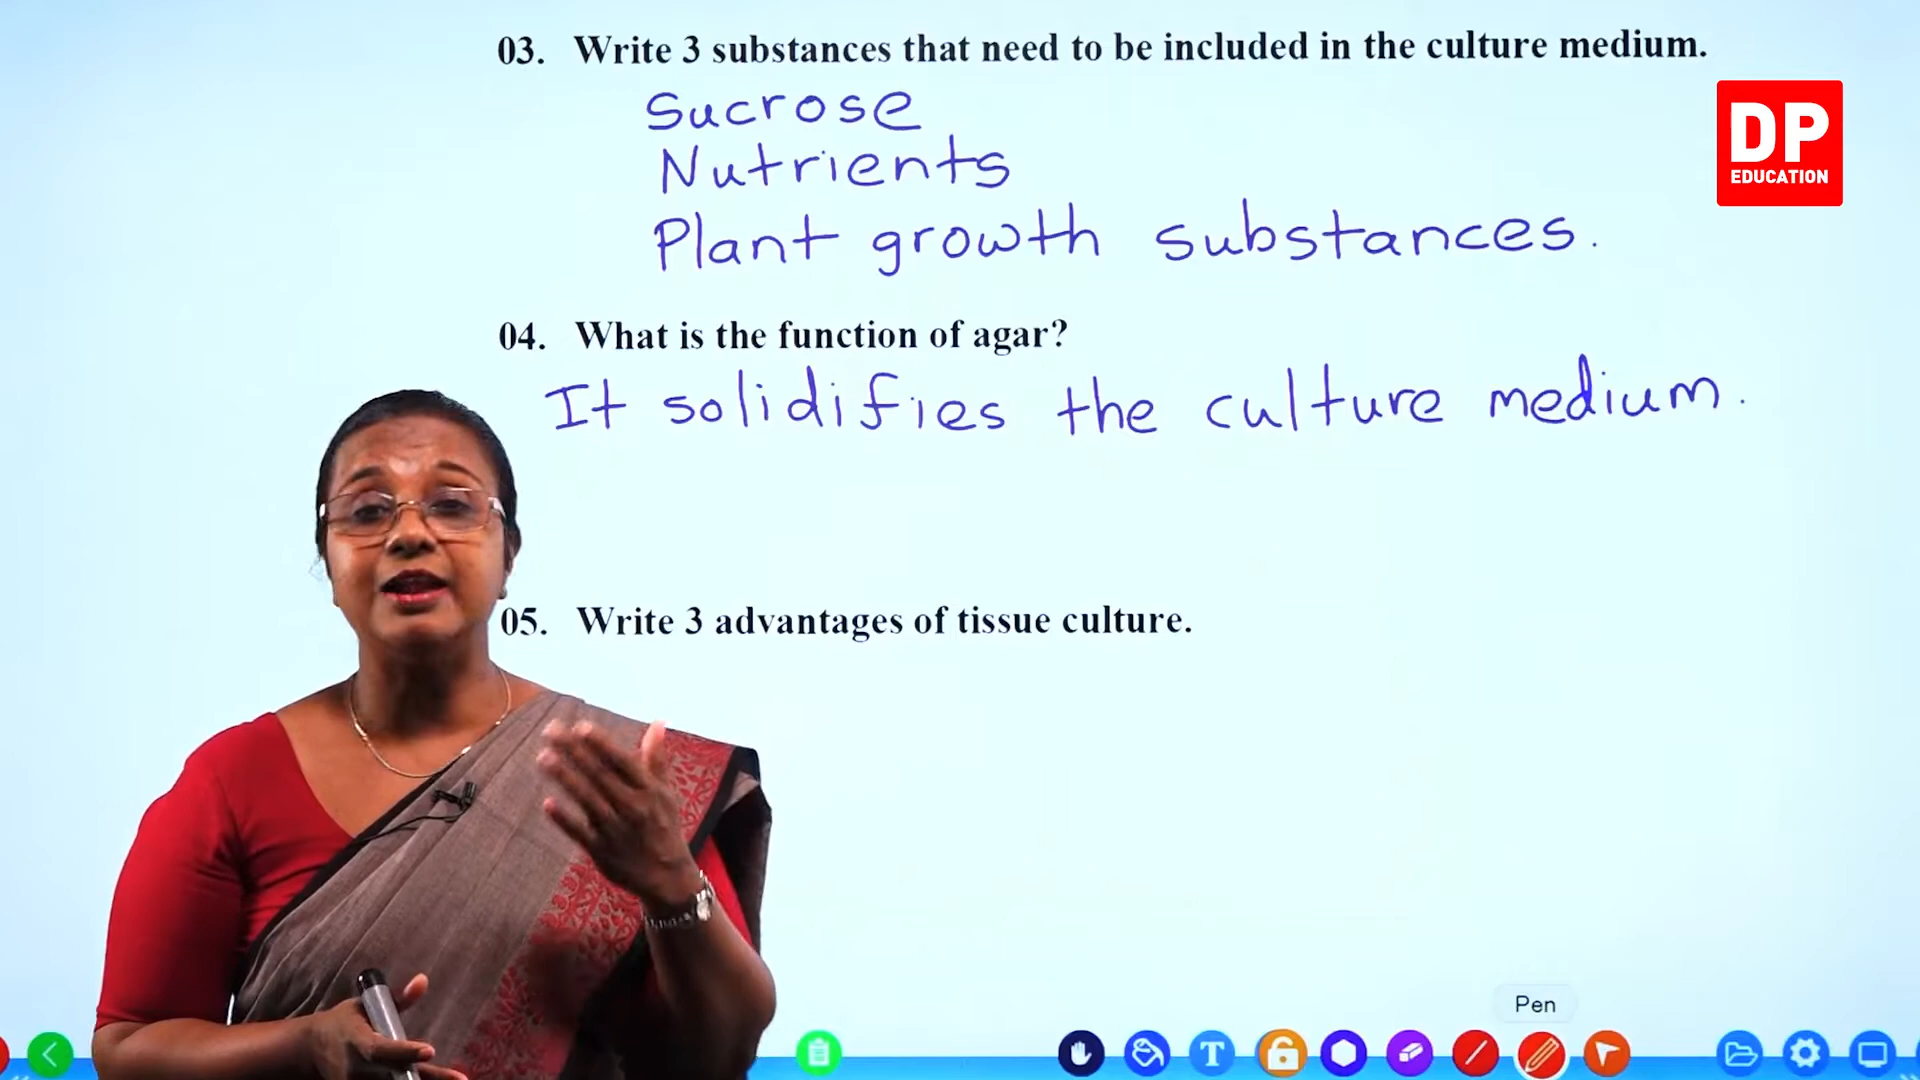 03. Write 3 substances that need to be included in the culture medium.
Sucrose
Nutrients
Plant growth substances.
DP
EDUCATION
04. What is the function of agar?
It solidifies the culture medium.
05. Write 3 advantages of tissue culture.
Pen
T